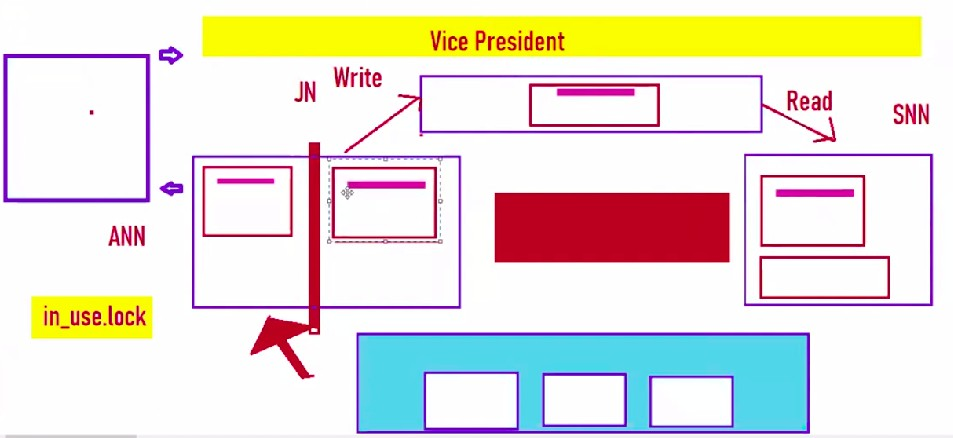 Vice President
JN
Write
Read
SNN
ANN
in_use.lock